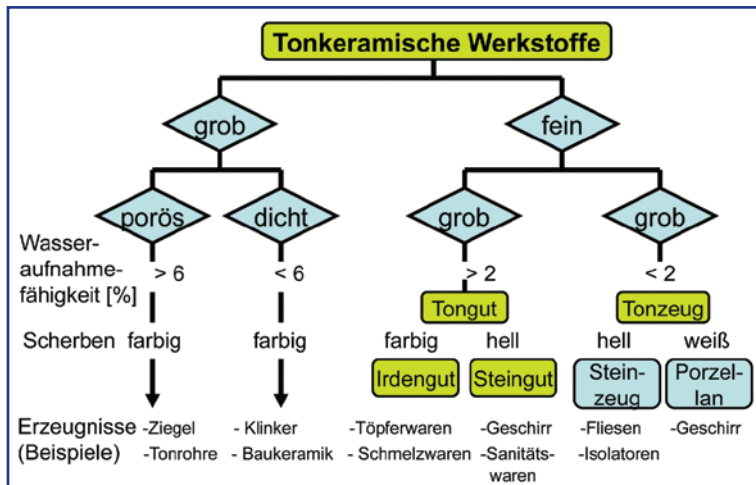 Tonkeramische Werkstoffe
grob
fein
porös
dicht
grob
grob
Wasser-
aufnahme-
fähigkeit [%]
> 6
< 6
> 2
< 2
Tongut
Tonzeug
Scherben
farbig
farbig
farbig
hell
hell
weiß
Irdengut
Steingut
Stein-
zeug
Porzel-
lan
Erzeugnisse
(Beispiele)
-Ziegel
-Tonrohre
- Klinker
- Baukeramik
-Töpferwaren
- Schmelzwaren
-Geschirr
-Sanitäts-
waren
-Fliesen
-Isolatoren
-Geschirr